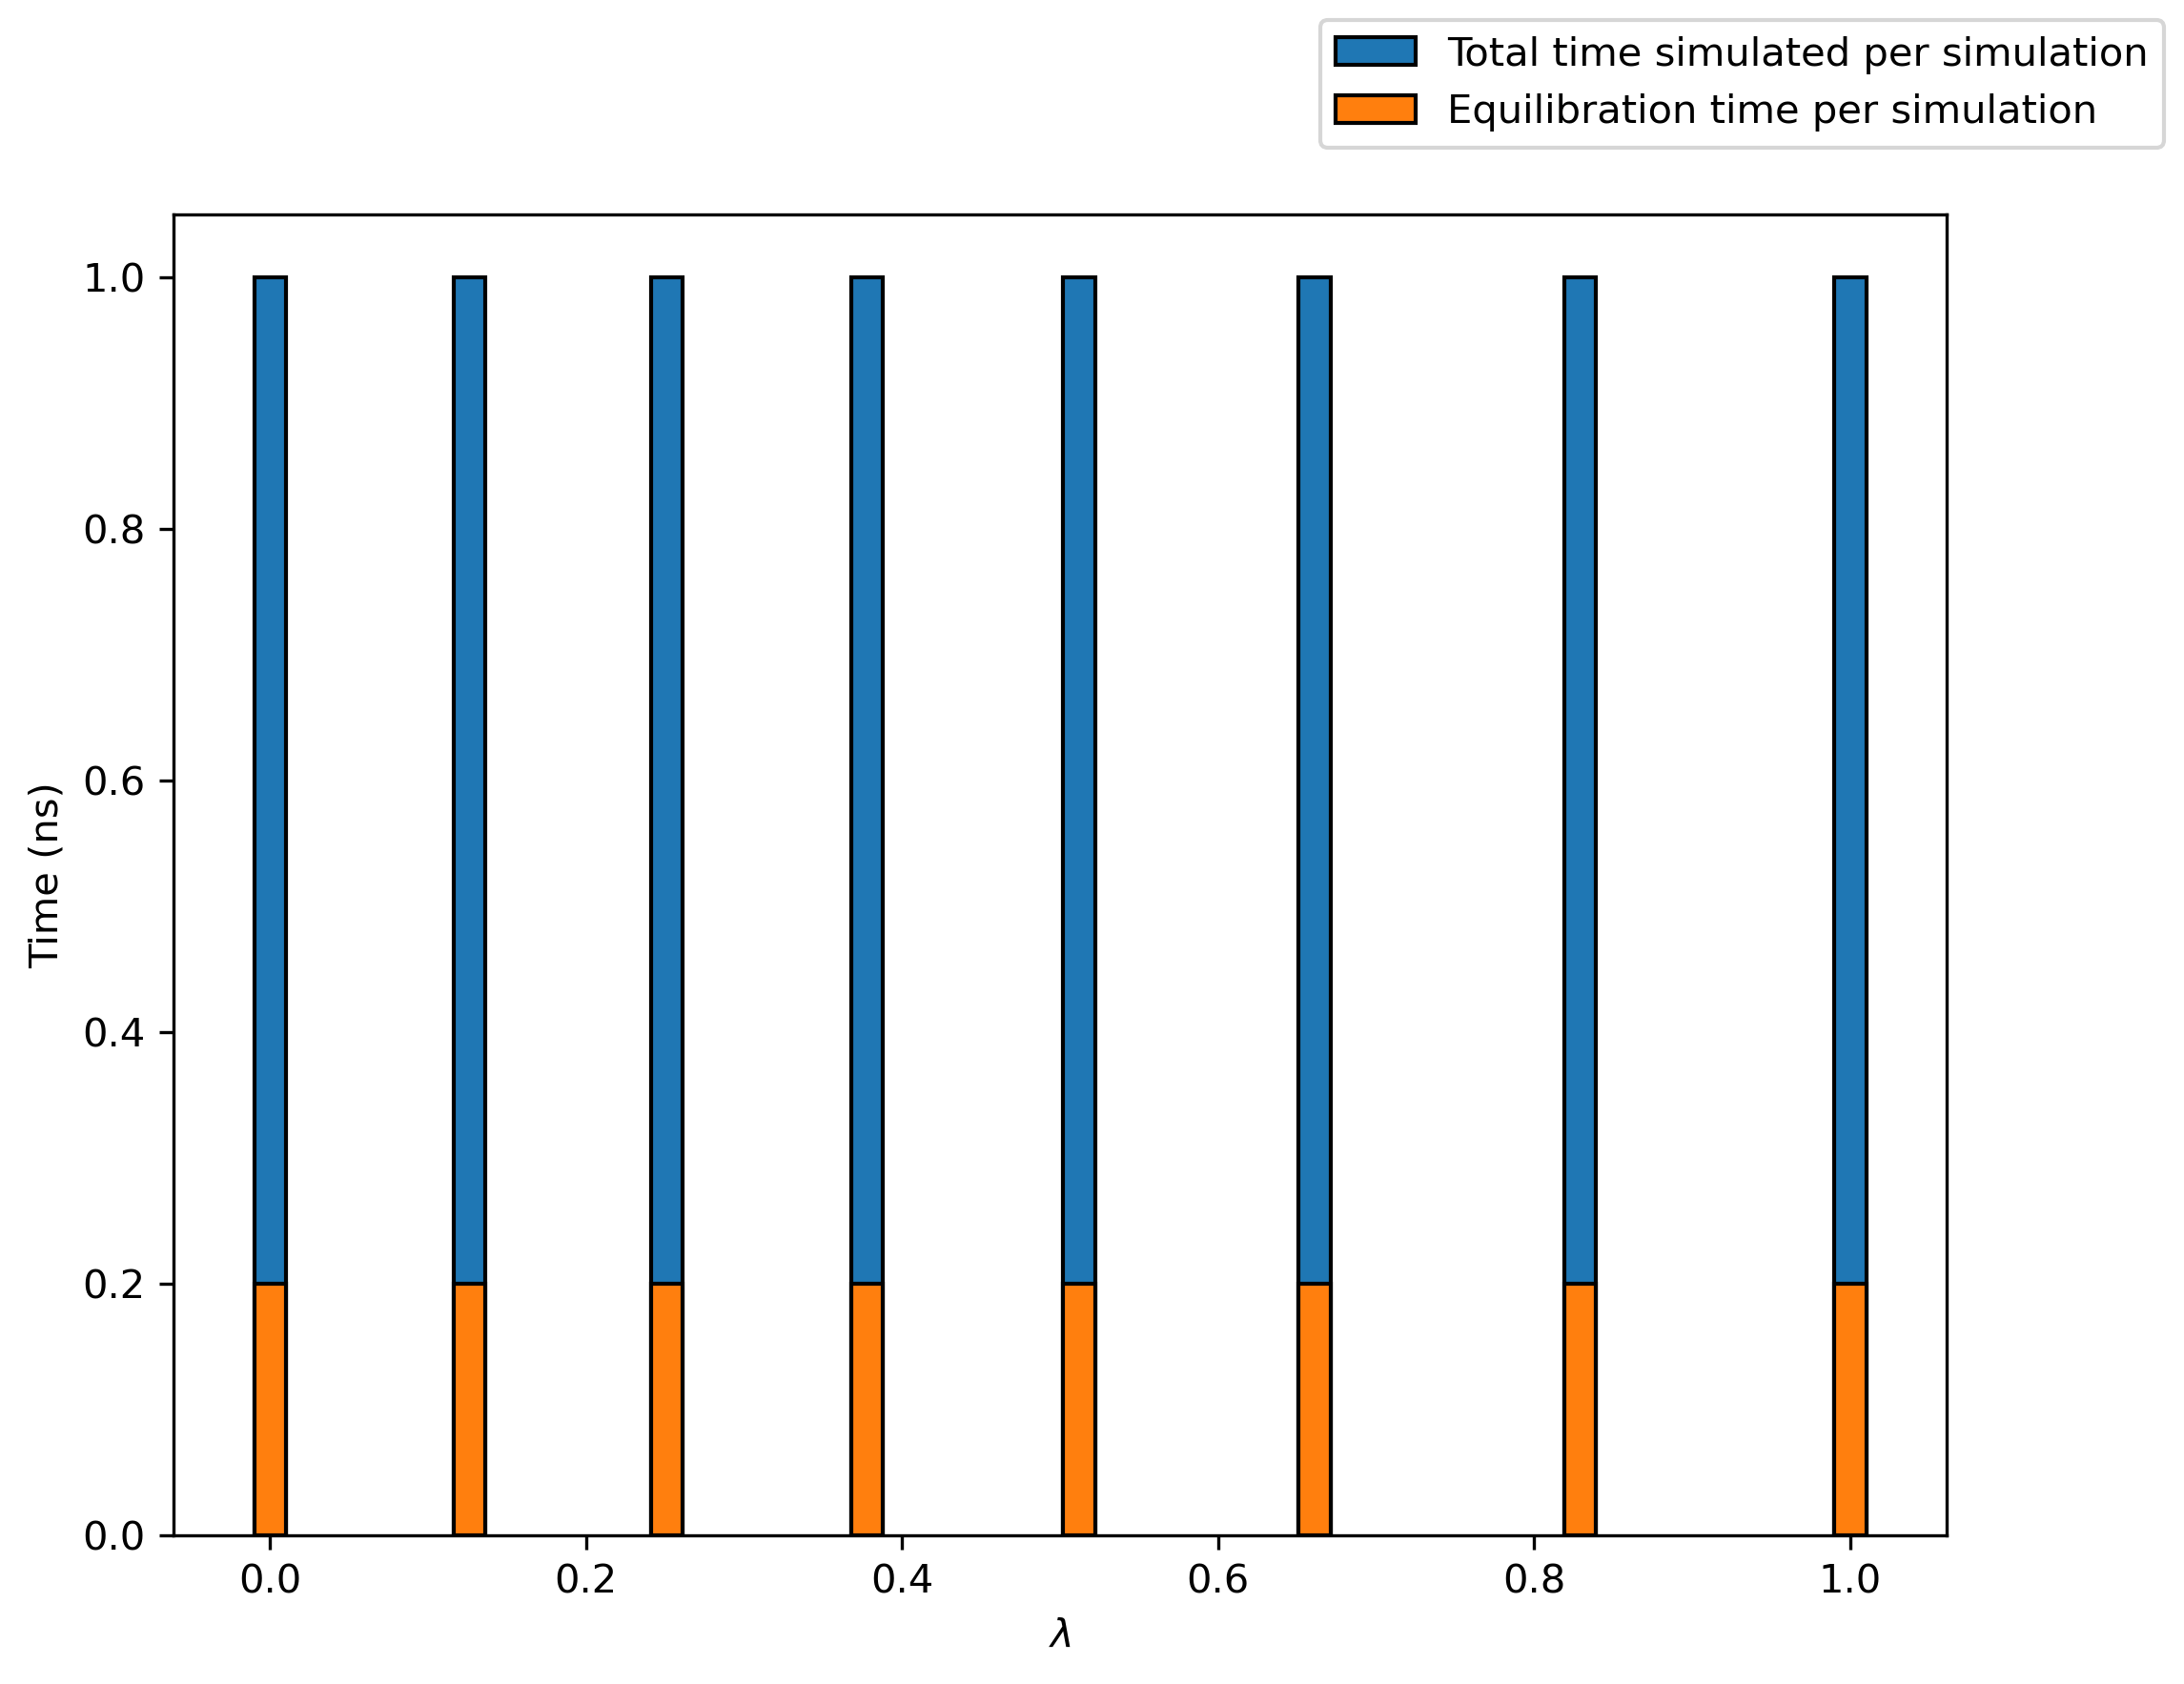 Total time simulated per simulation
Equilibration time per simulation
1.0
0.8
0.6
0.4
0.2
0.0
Time (ns)
0.0 0.2 0.4 0.6 0.8 1.0
λ